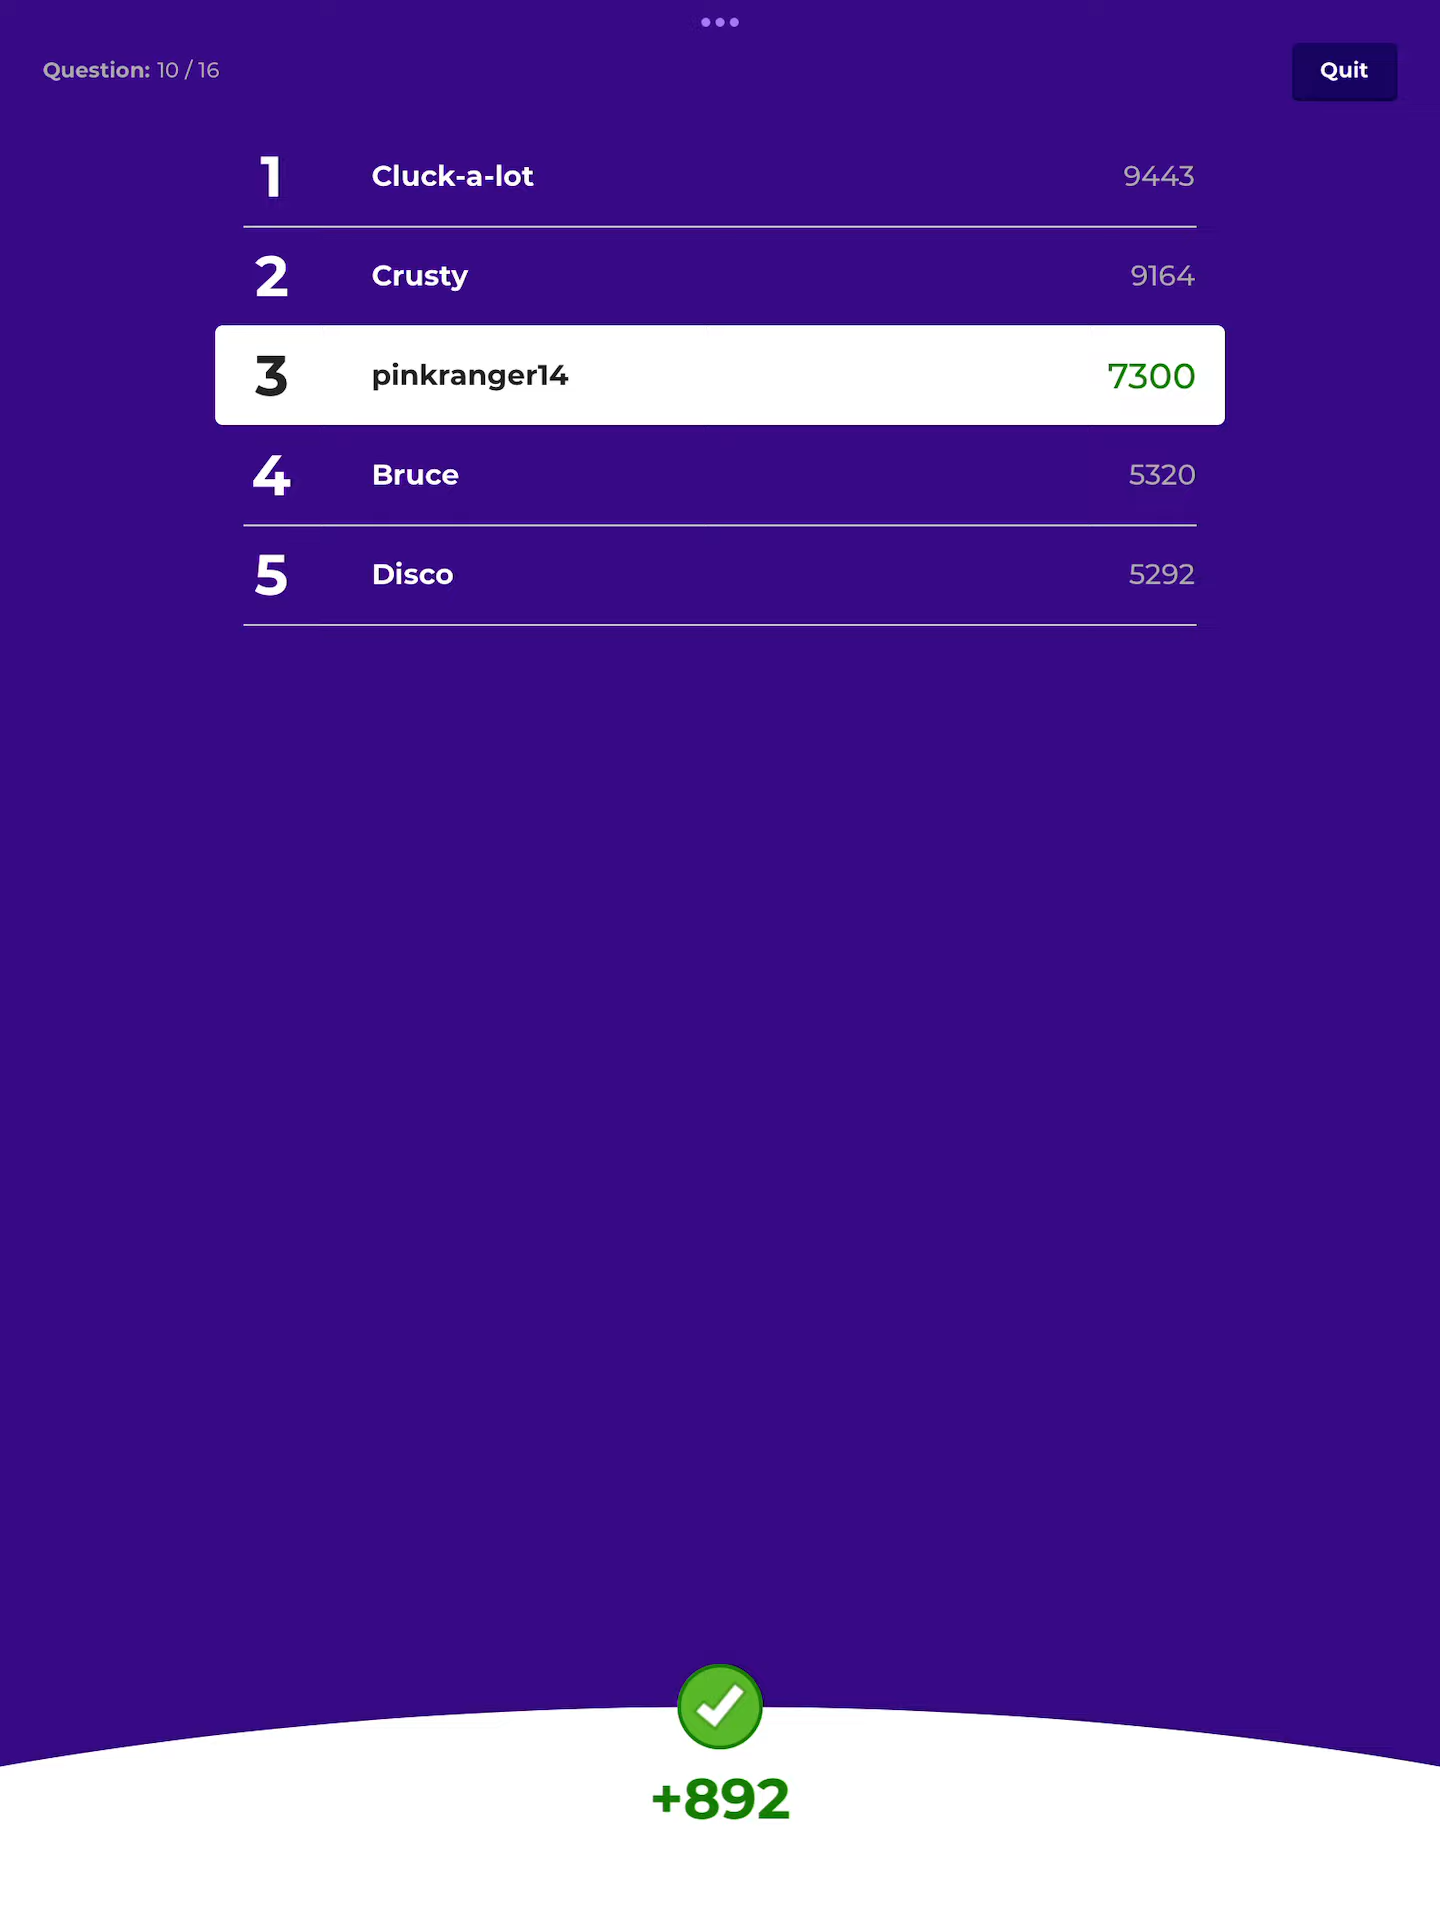 Question: 10 / 16
Quit
1 Cluck-a-lot 9443
2 Crusty 9164
3 pinkranger14 7300
4 Bruce 5320
5 Disco 5292
+892